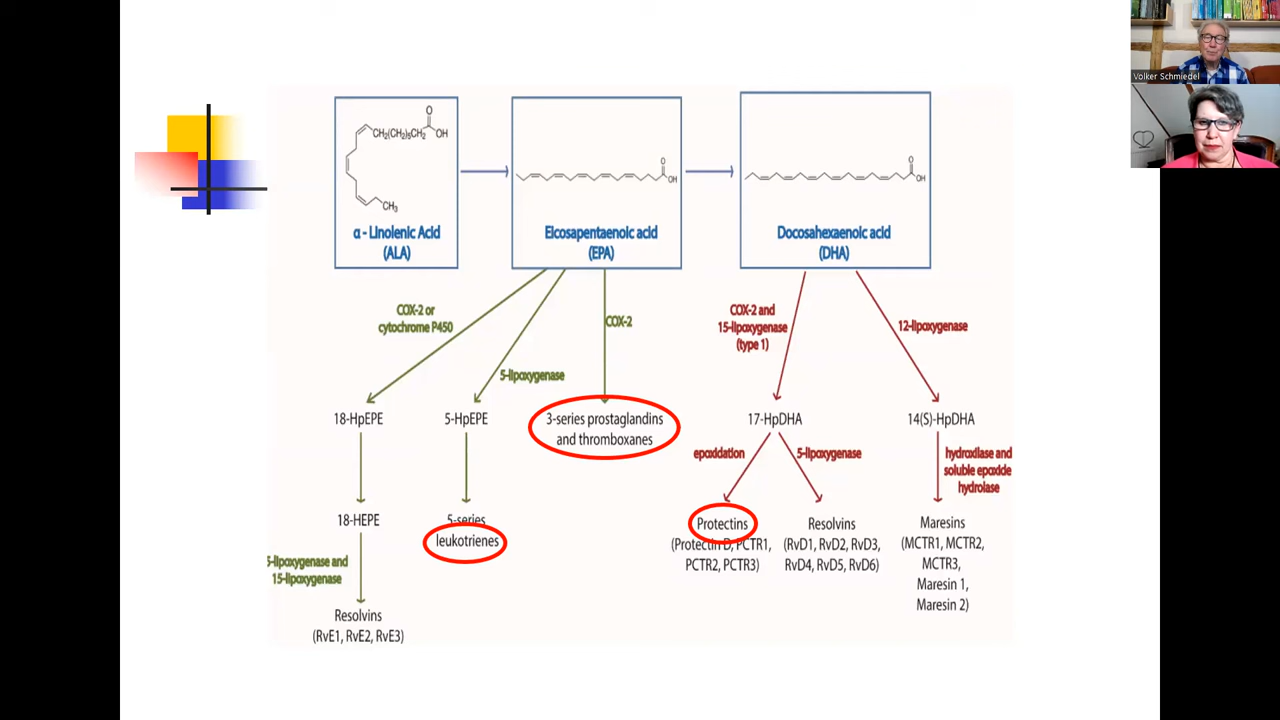 Volker Schmiedel
O
CH₂(CH₂)₅CH₂ OH
CH₃
α - Linolenic Acid
(ALA)
O
OH
Eicosapentaenoic acid
(EPA)
O
OH
Docosahexaenoic acid
(DHA)
COX-2 or
cytochrome P450
5-lipoxygenase
COX-2
COX-2 and
15-lipoxygenase
(type 1)
12-lipoxygenase
18-HpEPE
5-HpEPE
3-series prostaglandins
and thromboxanes
17-HpDHA
14(S)-HpDHA
epoxidation
5-lipoxygenase
hydroxilase and
soluble epoxide
hydrolase
18-HEPE
5-series
leukotrienes
Protectins
(Protectin D, PCTR1,
PCTR2, PCTR3)
Resolvins
(RvD1, RvD2, RvD3,
RvD4, RvD5, RvD6)
Maresins
(MCTR1, MCTR2,
MCTR3,
Maresin 1,
Maresin 2)
5-lipoxygenase and
15-lipoxygenase
Resolvins
(RvE1, RvE2, RvE3)